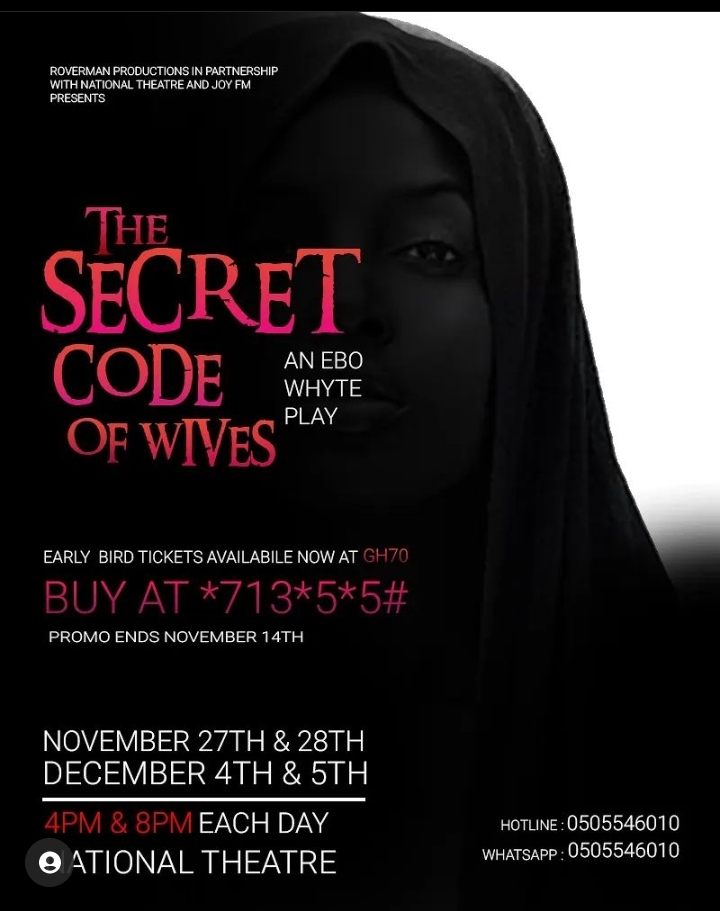 ROVERMAN PRODUCTIONS IN PARTNERSHIP
WITH NATIONAL THEATRE AND JOY FM
PRESENTS
THE
SECRET
CODE
OF WIVES
AN EBO
WHYTE
PLAY
EARLY BIRD TICKETS AVAILABILE NOW AT GH70
BUY AT *713*5*5#
PROMO ENDS NOVEMBER 14TH
NOVEMBER 27TH & 28TH
DECEMBER 4TH & 5TH
4PM & 8PM EACH DAY
NATIONAL THEATRE
HOTLINE : 0505546010
WHATSAPP : 0505546010